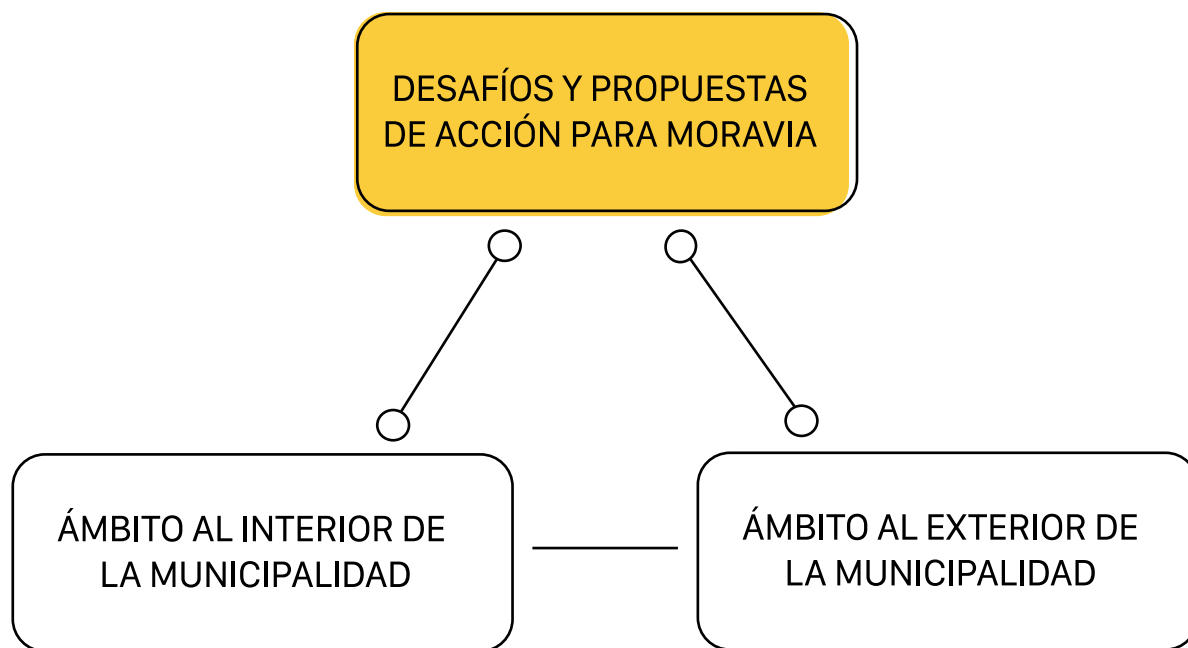 DESAFÍOS Y PROPUESTAS
DE ACCIÓN PARA MORAVIA
ÁMBITO AL INTERIOR DE
LA MUNICIPALIDAD
ÁMBITO AL EXTERIOR DE
LA MUNICIPALIDAD